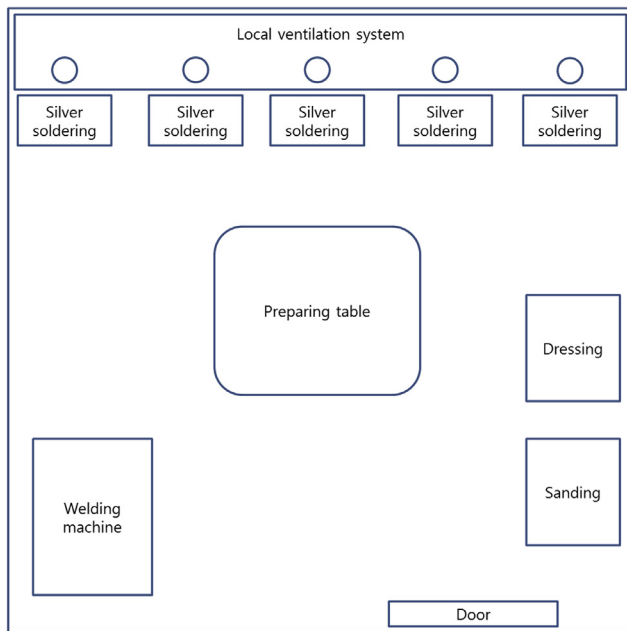 Local ventilation system
Silver
soldering
Silver
soldering
Silver
soldering
Silver
soldering
Silver
soldering
Preparing table
Dressing
Welding
machine
Sanding
Door